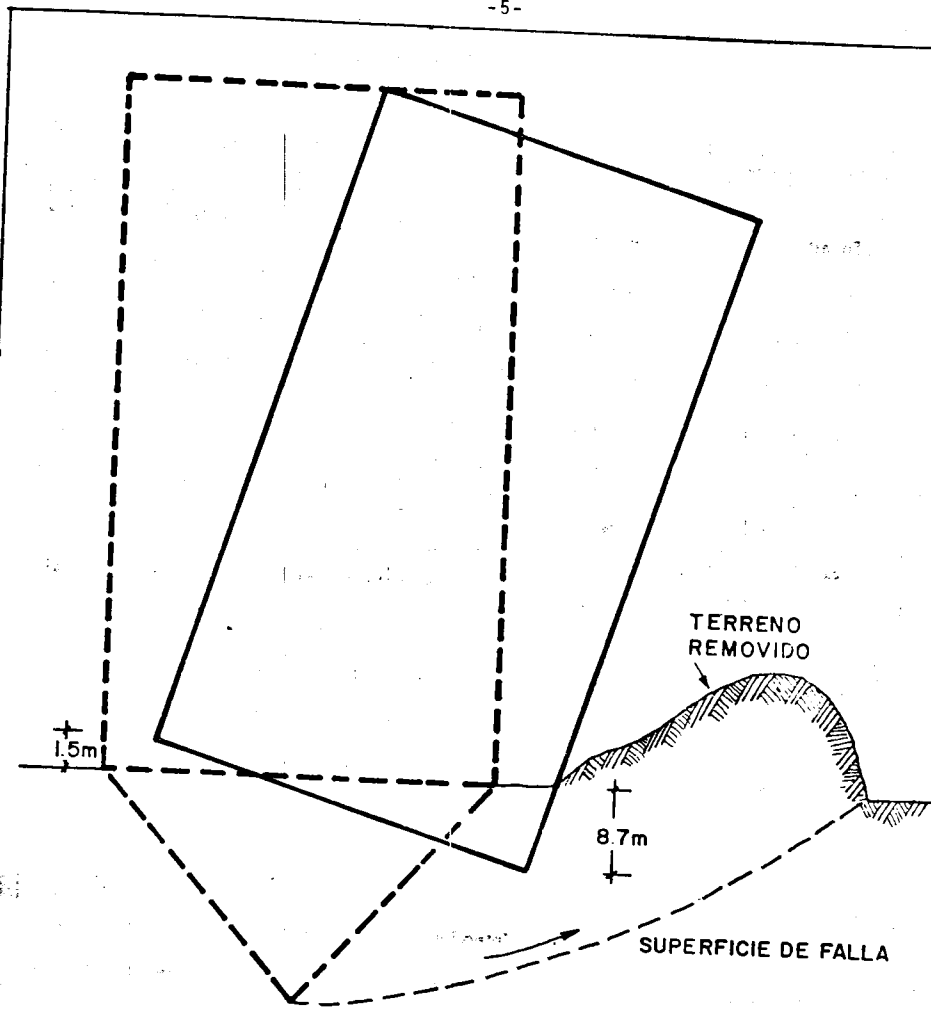 -5-
TERRENO
REMOVIDO
1.5m
8.7m
SUPERFICIE DE FALLA